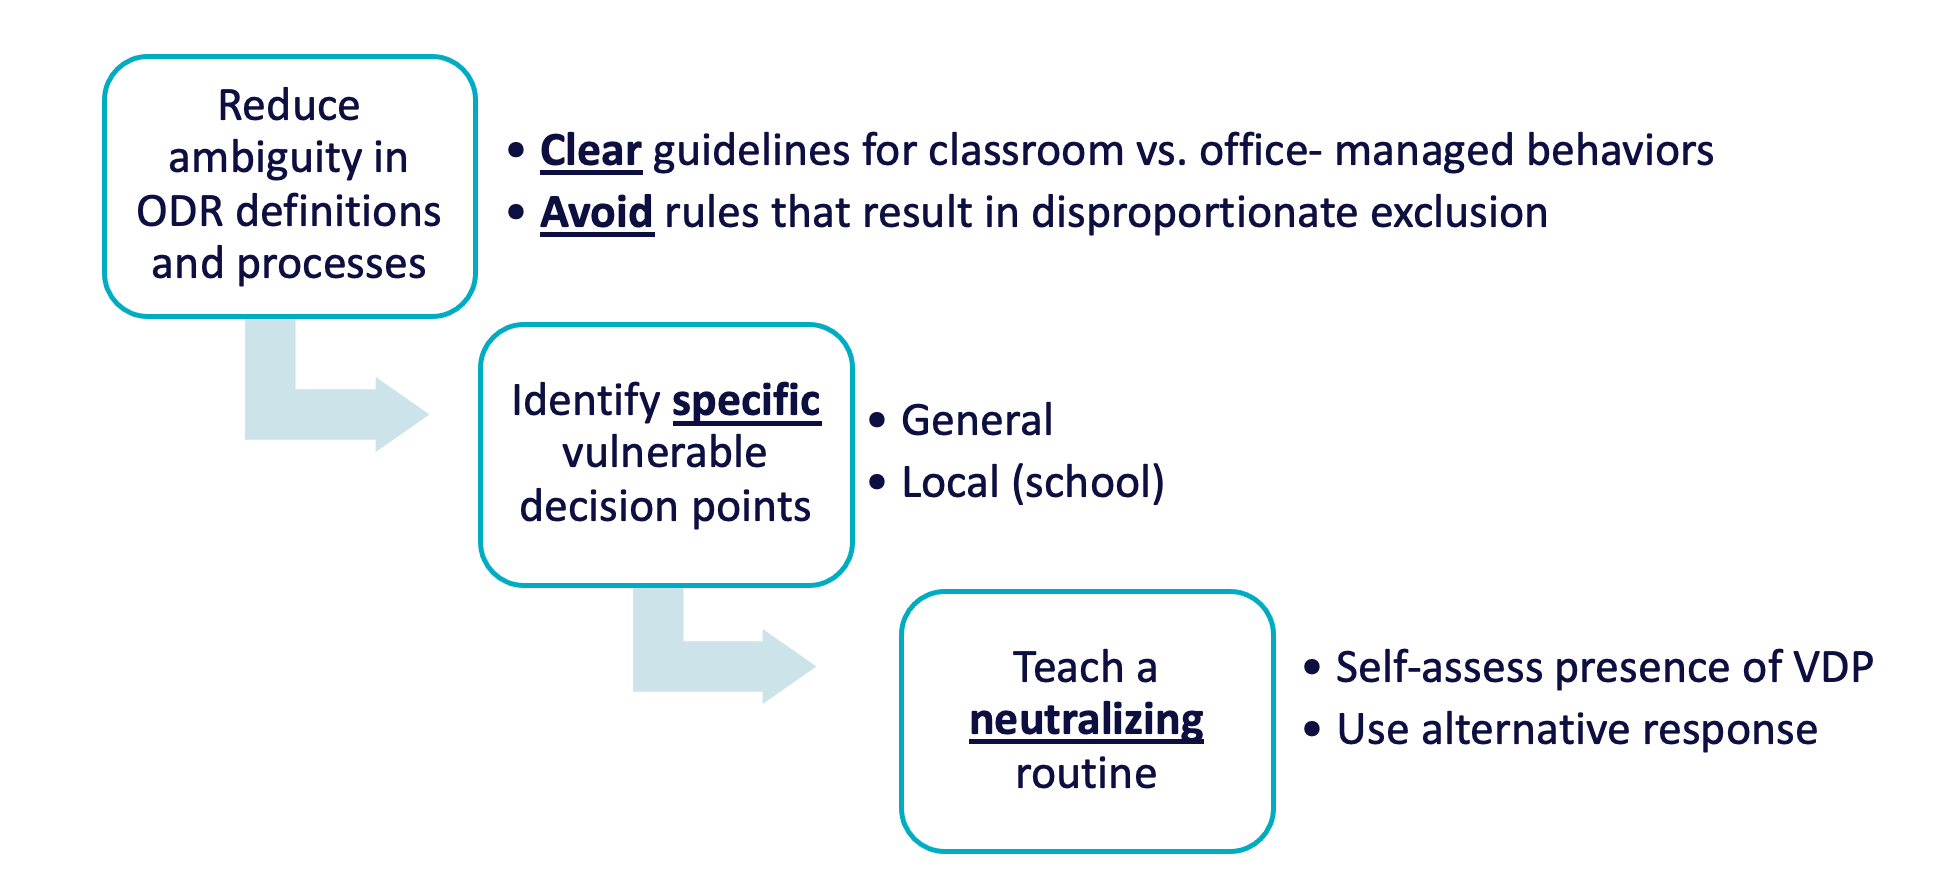 Reduce
ambiguity in
ODR definitions
and processes
• Clear guidelines for classroom vs. office- managed behaviors
• Avoid rules that result in disproportionate exclusion
Identify specific
vulnerable
decision points
• General
• Local (school)
Teach a
neutralizing
routine
• Self-assess presence of VDP
• Use alternative response